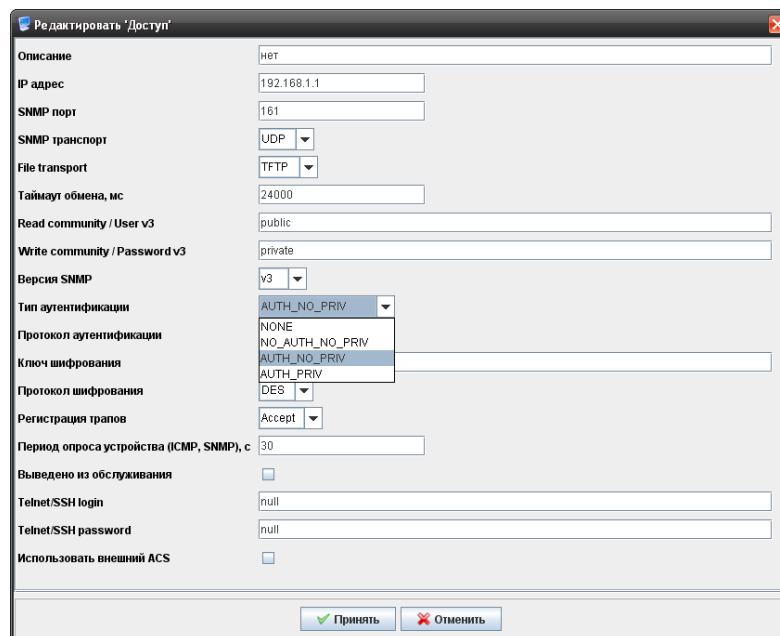 Редактировать 'Доступ'
Описание нет
IP адрес 192.168.1.1
SNMP порт 161
SNMP транспорт UDP
File transport TFTP
Таймаут обмена, мс 24000
Read community / User v3 public
Write community / Password v3 private
Версия SNMP v3
Тип аутентификации AUTH_NO_PRIV
NONE
Протокол аутентификации NO_AUTH_NO_PRIV
Ключ шифрования AUTH_NO_PRIV
AUTH_PRIV
Протокол шифрования DES
Регистрация трапов Accept
Период опроса устройства (ICMP, SNMP), с 30
Выведено из обслуживания
Telnet/SSH login null
Telnet/SSH password null
Использовать внешний ACS
Принять Отменить